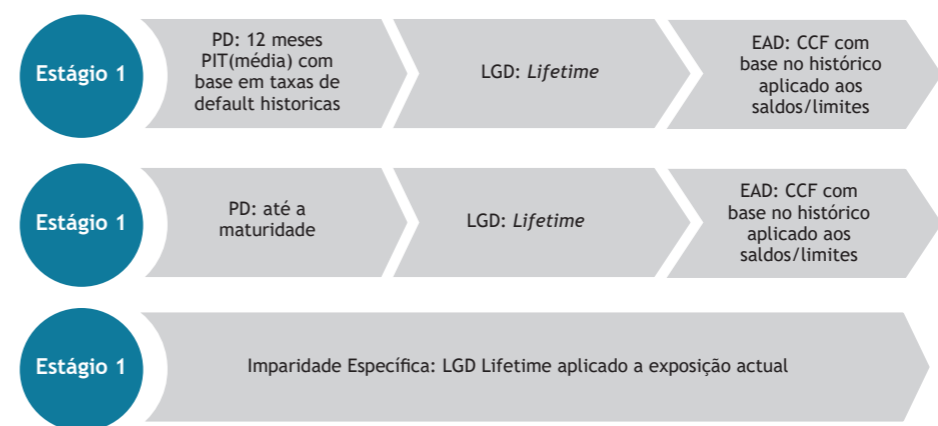 Estágio 1
PD: 12 meses
PIT(média) com
base em taxas de
default historicas
LGD: Lifetime
EAD: CCF com
base no histórico
aplicado aos
saldos/limites
Estágio 1
PD: até a
maturidade
LGD: Lifetime
EAD: CCF com
base no histórico
aplicado aos
saldos/limites
Estágio 1
Imparidade Específica: LGD Lifetime aplicado a exposição actual